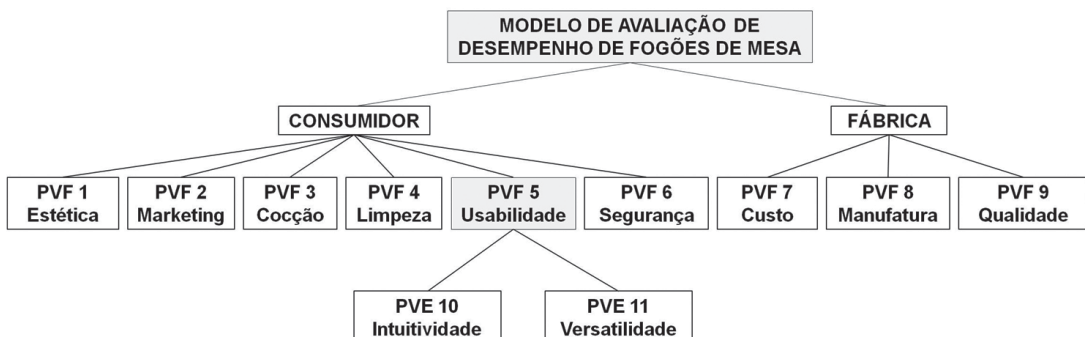 MODELO DE AVALIAÇÃO DE
DESEMPENHO DE FOGÕES DE MESA
CONSUMIDOR
FÁBRICA
PVF 1
Estética
PVF 2
Marketing
PVF 3
Cocção
PVF 4
Limpeza
PVF 5
Usabilidade
PVF 6
Segurança
PVF 7
Custo
PVF 8
Manufatura
PVF 9
Qualidade
PVE 10
Intuitividade
PVE 11
Versatilidade